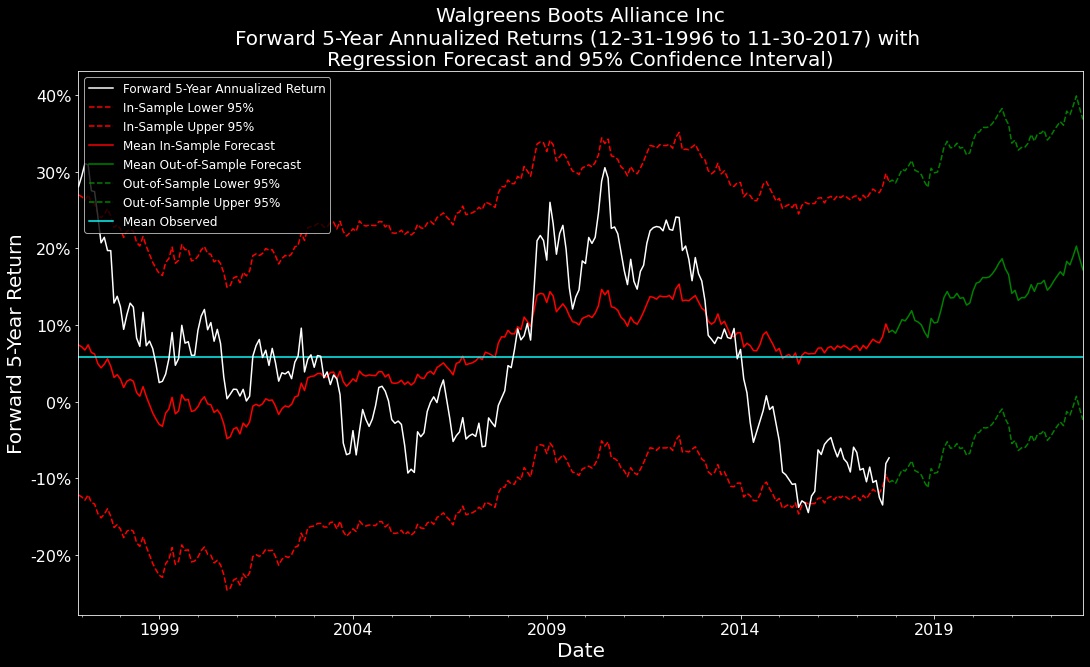 Walgreens Boots Alliance Inc
Forward 5-Year Annualized Returns (12-31-1996 to 11-30-2017) with
Regression Forecast and 95% Confidence Interval)
Forward 5-Year Annualized Return
In-Sample Lower 95%
In-Sample Upper 95%
Mean In-Sample Forecast
Mean Out-of-Sample Forecast
Out-of-Sample Lower 95%
Out-of-Sample Upper 95%
Mean Observed
Forward 5-Year Return
40%
30%
20%
10%
0%
-10%
-20%
1999
2004
2009
2014
2019
Date